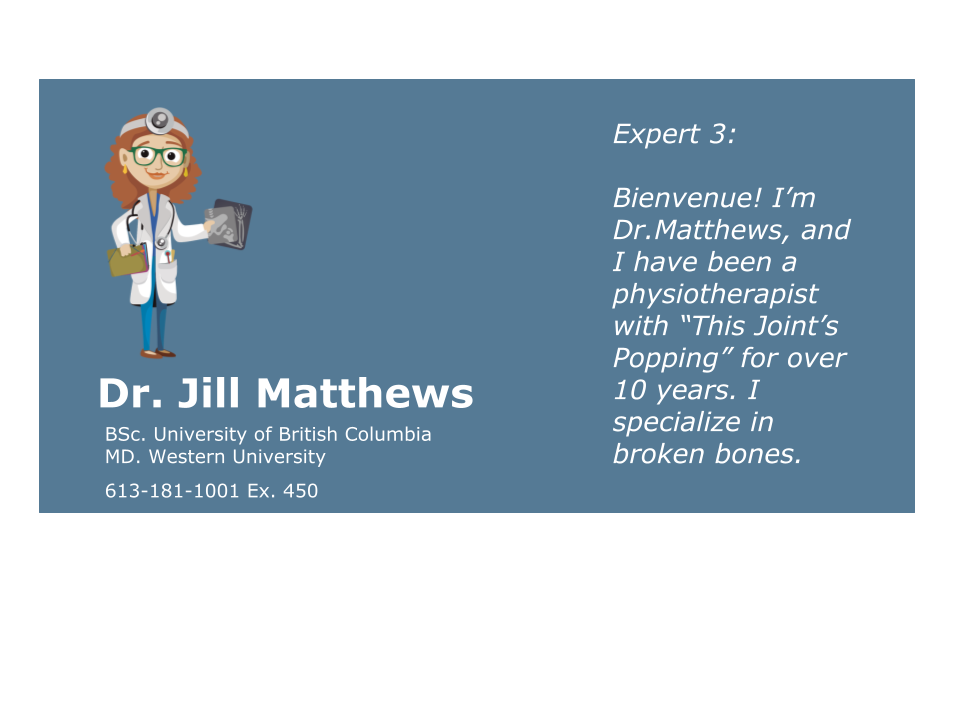 Dr. Jill Matthews
BSc. University of British Columbia
MD. Western University
613-181-1001 Ex. 450
Expert 3:
Bienvenue! I’m
Dr.Matthews, and
I have been a
physiotherapist
with “This Joint’s
Popping” for over
10 years. I
specialize in
broken bones.